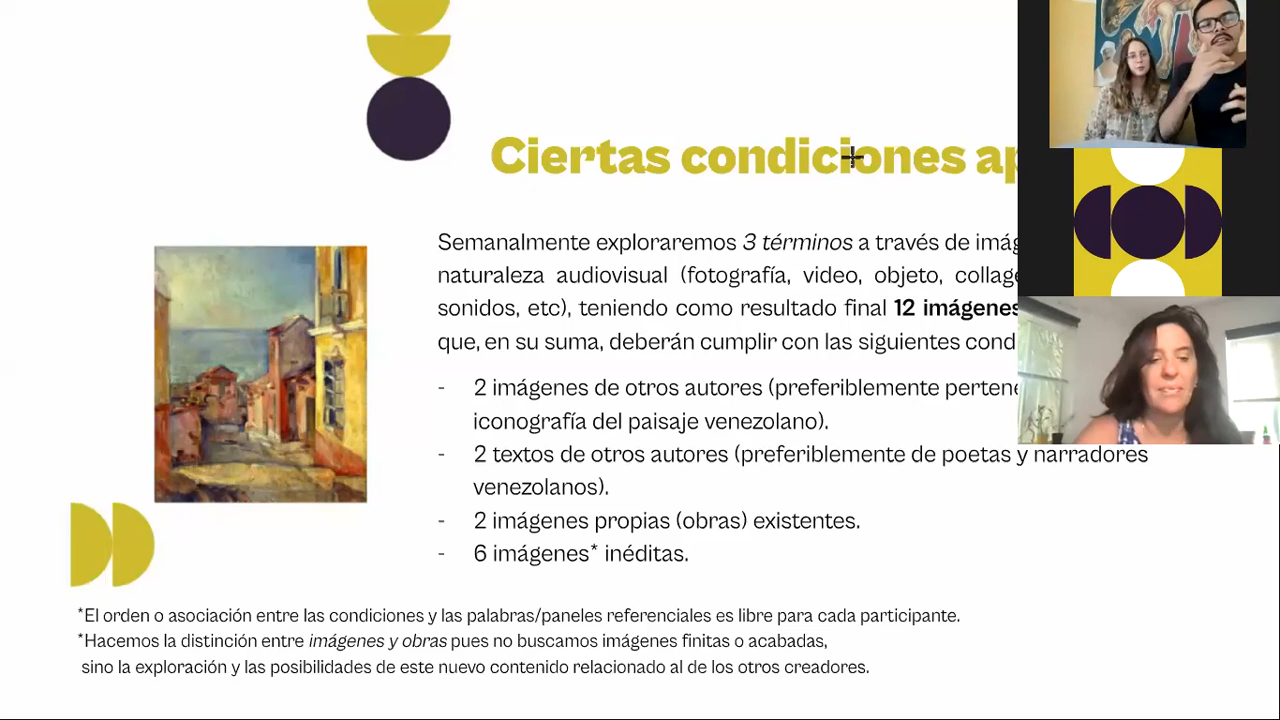 Ciertas condiciones
Semanalmente exploraremos 3 términos a través de
naturaleza audiovisual (fotografía, video, objeto,
sonidos, etc), teniendo como resultado final 12 imágenes
que, en su suma, deberán cumplir con las siguientes
- 2 imágenes de otros autores (preferiblemente
iconografía del paisaje venezolano).
- 2 textos de otros autores (preferiblemente de poetas y narradores
venezolanos).
- 2 imágenes propias (obras) existentes.
- 6 imágenes* inéditas.
*El orden o asociación entre las condiciones y las palabras/paneles referenciales es libre para cada participante.
*Hacemos la distinción entre imágenes y obras pues no buscamos imágenes finitas o acabadas,
sino la exploración y las posibilidades de este nuevo contenido relacionado al de los otros creadores.